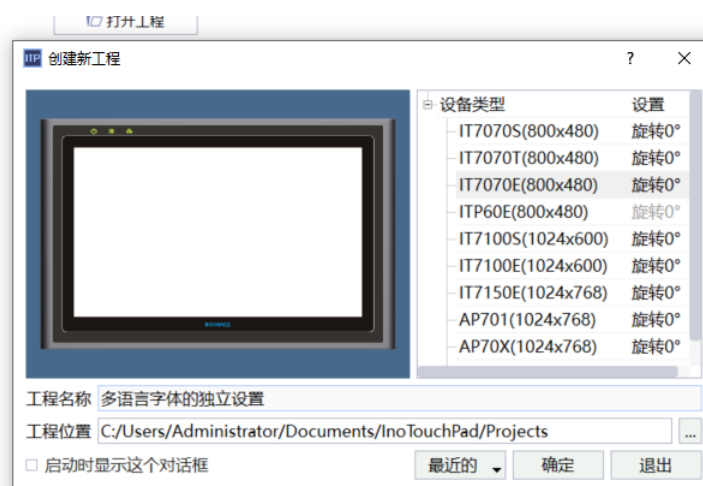 打开工程
ITP 创建新工程
设备类型 设置
IT7070S(800x480) 旋转0°
IT7070T(800x480) 旋转0°
IT7070E(800x480) 旋转0°
ITP60E(800x480) 旋转0°
IT7100S(1024x600) 旋转0°
IT7100E(1024x600) 旋转0°
IT7150E(1024x768) 旋转0°
AP701(1024x768) 旋转0°
AP70X(1024x768) 旋转0°
工程名称 多语言字体的独立设置
工程位置 C:/Users/Administrator/Documents/InoTouchPad/Projects ...
启动时显示这个对话框 最近的 确定 退出